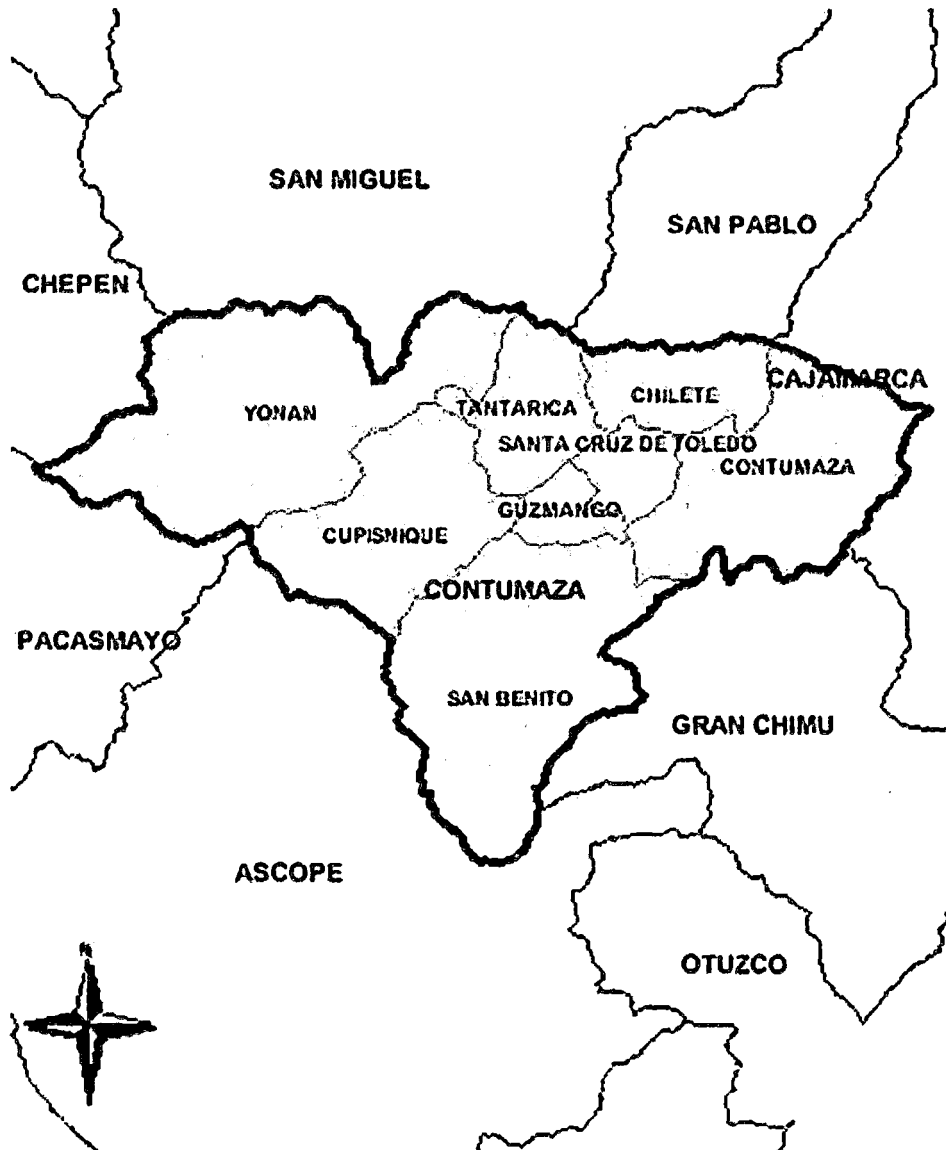 SAN MIGUEL
SAN PABLO
CHEPEN
CAJAMARCA
YONAN
TANTARICA
CHILETE
SANTA CRUZ DE TOLEDO
CONTUMAZA
GUZMANGO
CUPISNIQUE
CONTUMAZA
PACASMAYO
SAN BENITO
GRAN CHIMU
ASCOPE
N
OTUZCO